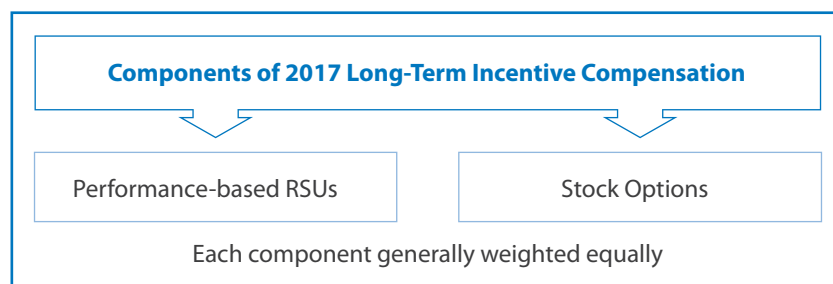 Components of 2017 Long-Term Incentive Compensation
Performance-based RSUs
Stock Options
Each component generally weighted equally